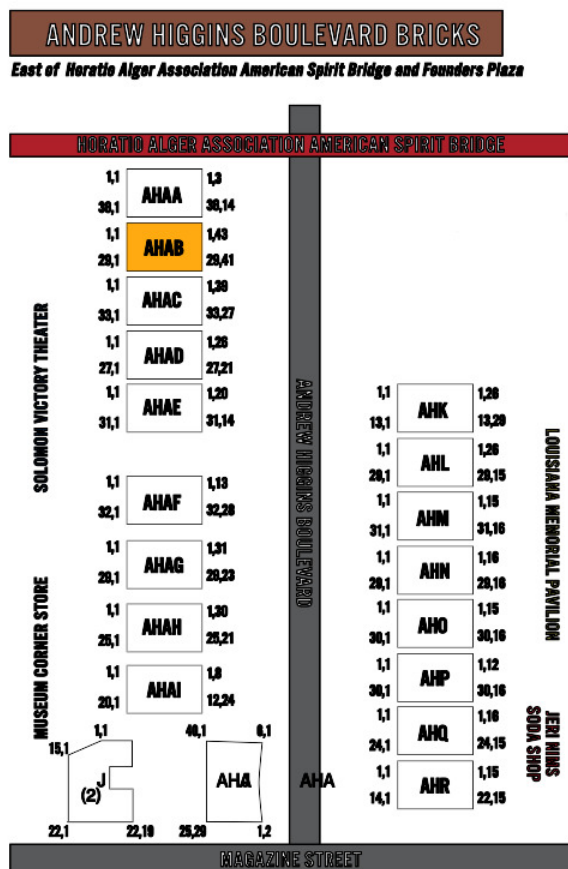 ANDREW HIGGINS BOULEVARD BRICKS
East of Horatio Alger Association American Spirit Bridge and Founders Plaza
HORATIO ALGER ASSOCIATION AMERICAN SPIRIT BRIDGE
1,1 AHAA 1,3
38,1 38,14
1,1 AHAB 1,43
29,1 29,41
1,1 AHAC 1,39
33,1 33,27
1,1 AHAD 1,26
27,1 27,21
1,1 AHAE 1,20
31,1 31,14
SOLOMON VICTORY THEATER
1,1 AHAF 1,13
32,1 32,28
1,1 AHAG 1,31
29,1 29,23
1,1 AHAH 1,30
25,1 25,21
1,1 AHAI 1,8
20,1 12,24
MUSEUM CORNER STORE
1,1
15,1
J
(2)
22,1 22,19
40,1 6,1
AHA
25,29 1,2
AHA
ANDREW HIGGINS BOULEVARD
1,1 AHK 1,26
13,1 13,29
1,1 AHL 1,26
29,1 29,15
1,1 AHM 1,15
31,1 31,16
1,1 AHN 1,16
29,1 29,16
1,1 AHO 1,15
30,1 30,16
1,1 AHP 1,12
30,1 30,16
1,1 AHQ 1,16
24,1 24,15
1,1 AHR 1,15
14,1 22,15
LOUISIANA MEMORIAL PAVILION
JERI NIMS
SODA SHOP
MAGAZINE STREET